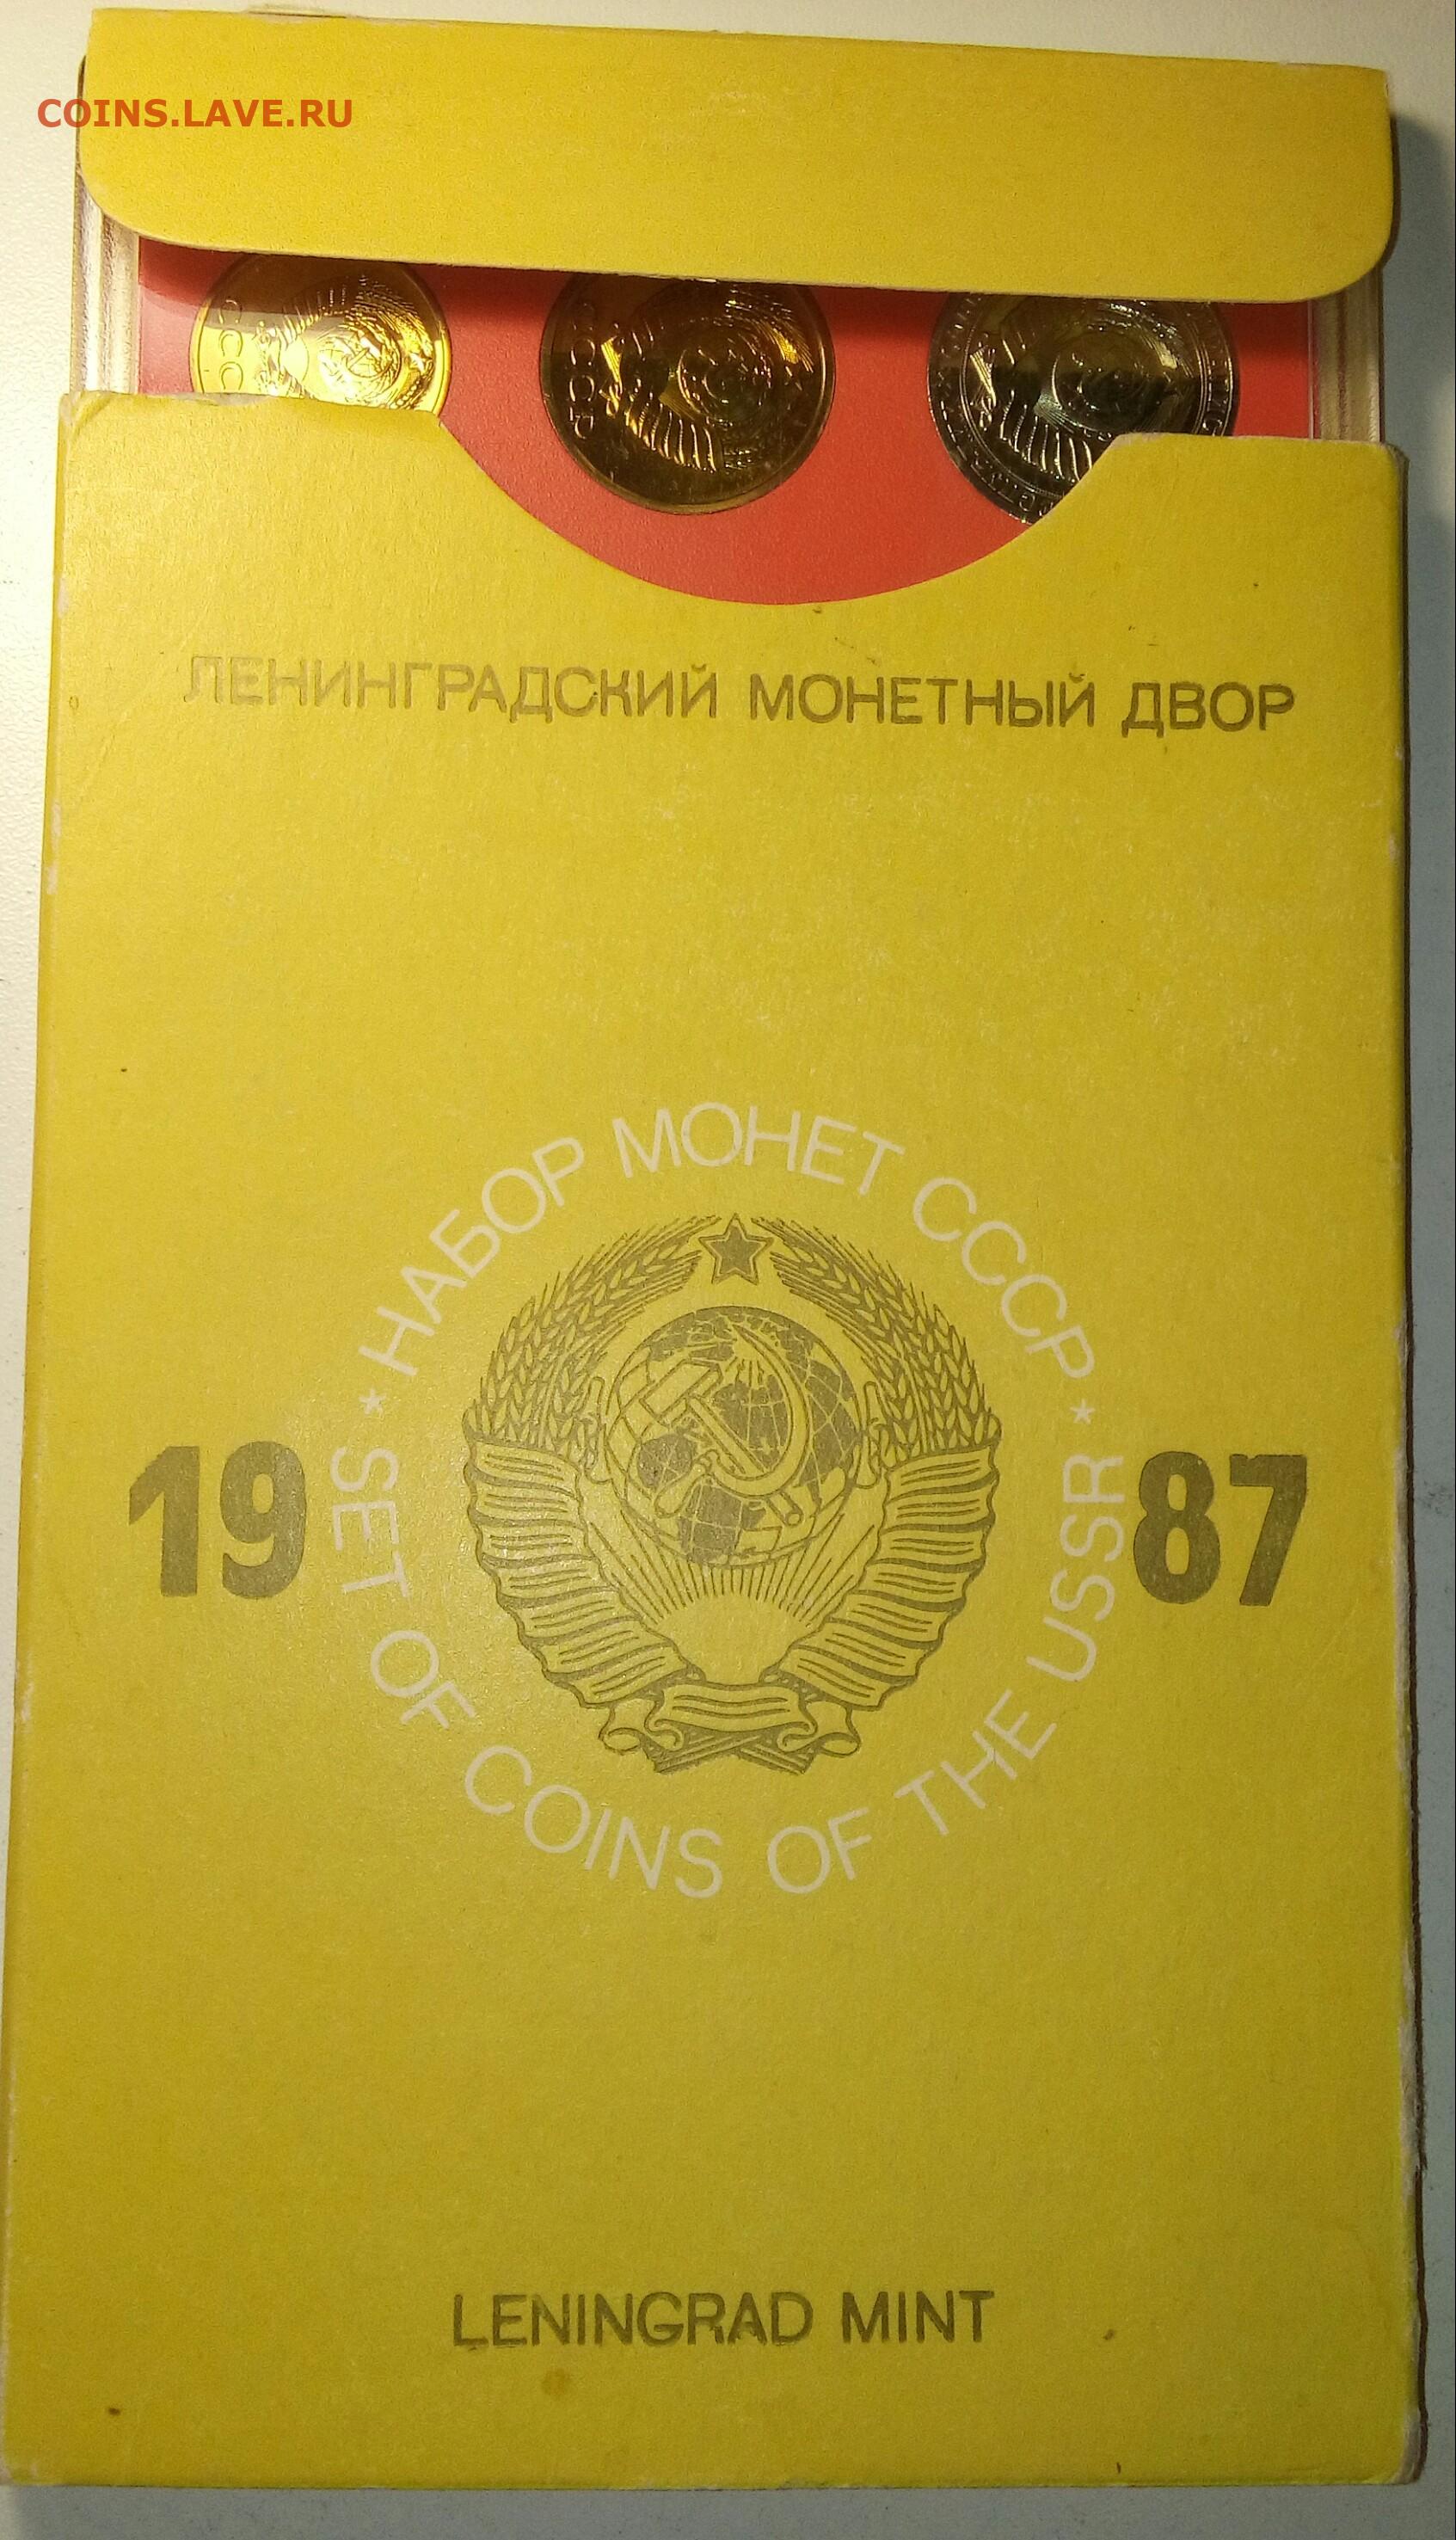 COINS.LAVE.RU
СССР
ЛЕНИНГРАДСКИЙ МОНЕТНЫЙ ДВОР
* НАБОР МОНЕТ СССР *
19
87
SET OF COINS OF THE USSR
LENINGRAD MINT